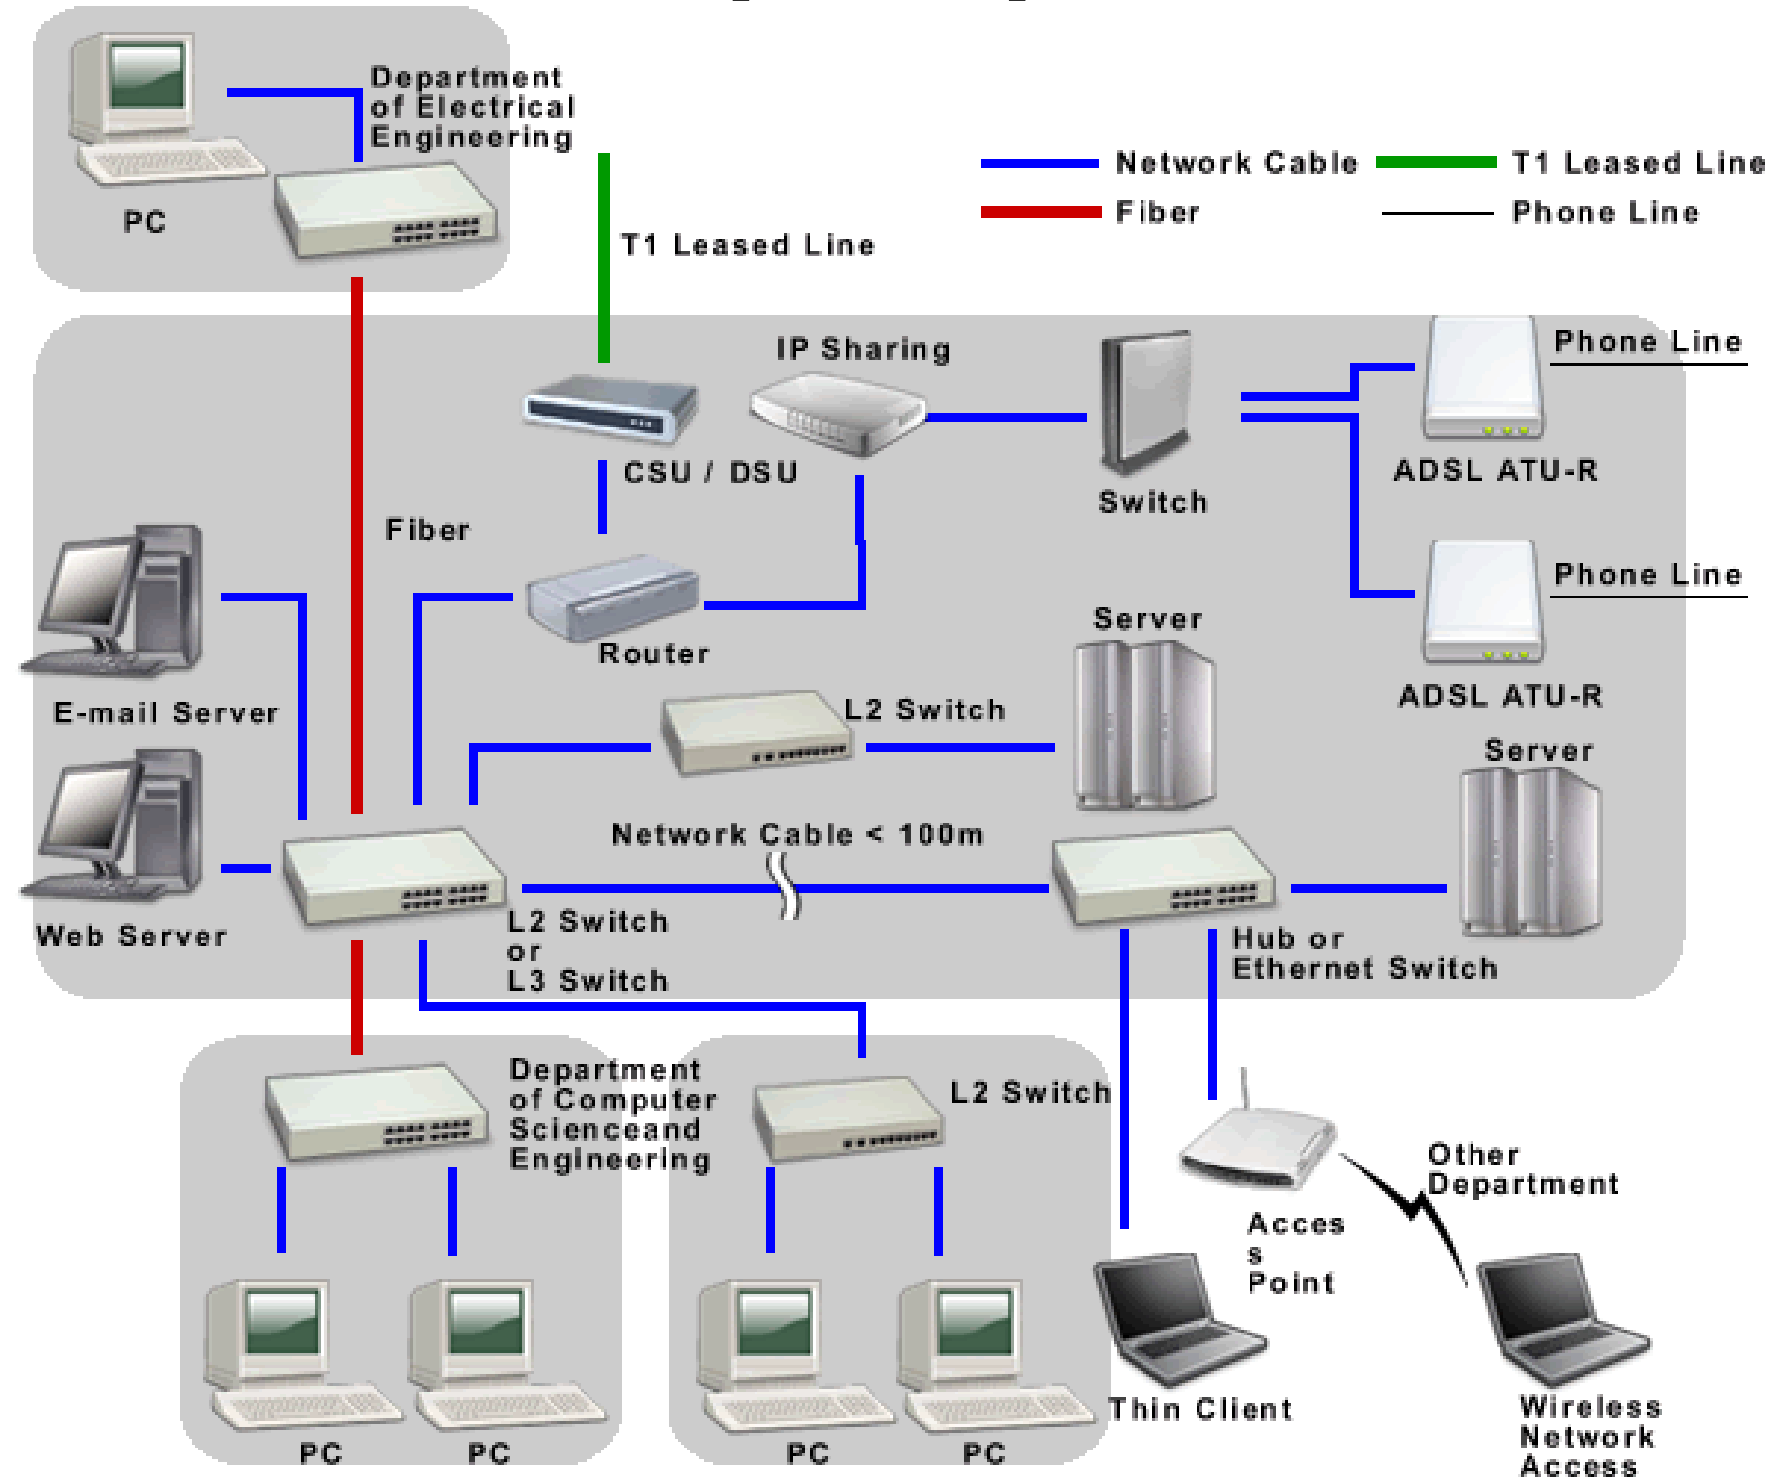 Department
of Electrical
Engineering
PC
Network Cable
T1 Leased Line
Fiber
Phone Line
T1 Leased Line
IP Sharing
Phone Line
CSU / DSU
ADSL ATU-R
Switch
Fiber
Phone Line
Server
Router
E-mail Server
L2 Switch
ADSL ATU-R
Server
Network Cable < 100m
Web Server
L2 Switch
or
L3 Switch
Hub or
Ethernet Switch
Department
of Computer
Scienceand
Engineering
L2 Switch
Other
Department
Acces
s
Point
Thin Client
Wireless
Network
Access
PC
PC
PC
PC